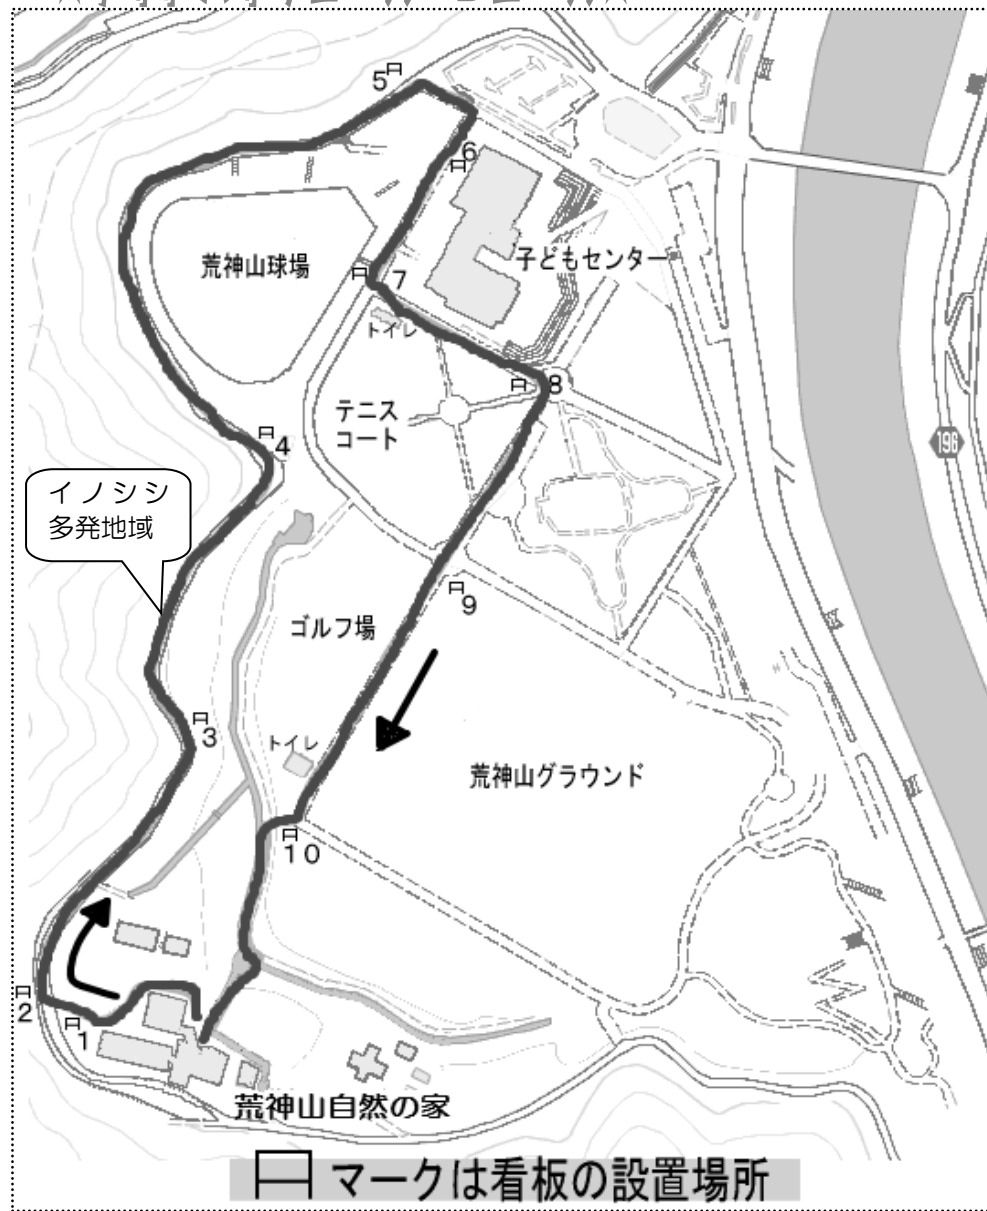 5
6
荒神山球場
子どもセンター
7
トイレ
8
テニス
コート
4
196
イノシシ
多発地域
9
ゴルフ場
3
トイレ
荒神山グラウンド
10
2
1
荒神山自然の家
マークは看板の設置場所